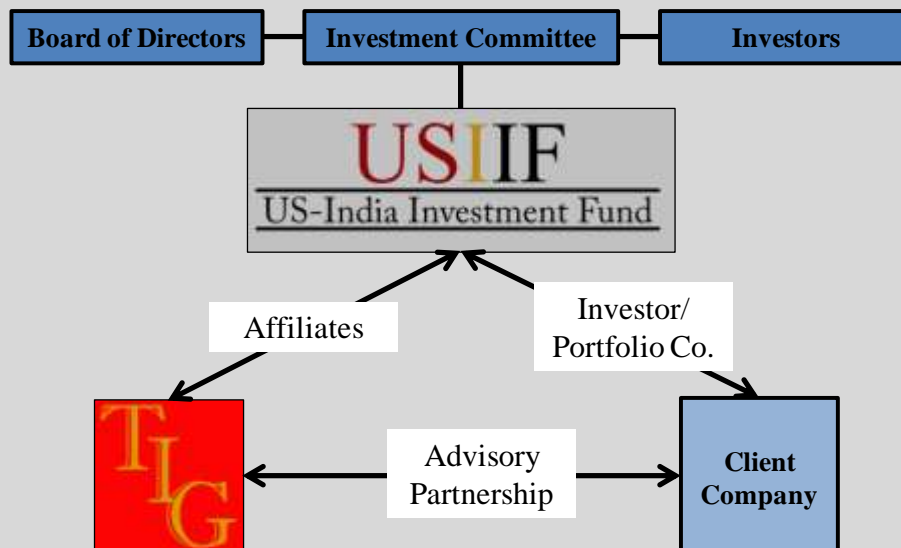 Board of Directors
Investment Committee
Investors
USIIF
US-India Investment Fund
Affiliates
Investor/
Portfolio Co.
TIG
Advisory
Partnership
Client
Company